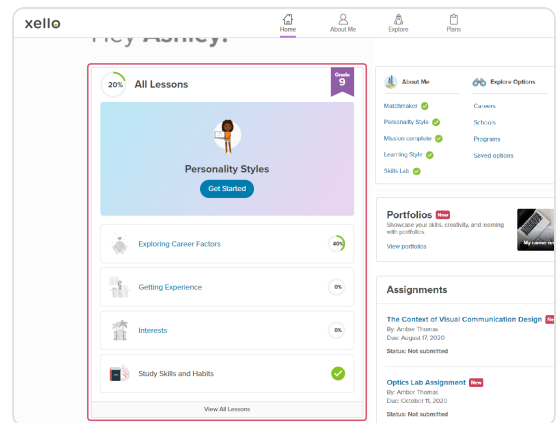 xello
Home
About Me
Explore
Plans
Hey Ashley!
20%
All Lessons
Grade
9
Personality Styles
Get Started
Exploring Career Factors
40%
Getting Experience
0%
Interests
0%
Study Skills and Habits
View All Lessons
About Me
Matchmaker
Personality Style
Mission complete
Learning Style
Skills Lab
Explore Options
Careers
Schools
Programs
Saved options
Portfolios New
Showcase your skills, creativity, and learning
with portfolios
View portfolios
My career
Assignments
The Context of Visual Communication Design
By: Amber Thomas
Due: August 17, 2020
Status: Not submitted
Optics Lab Assignment New
By: Amber Thomas
Due: October 11, 2020
Status: Not submitted